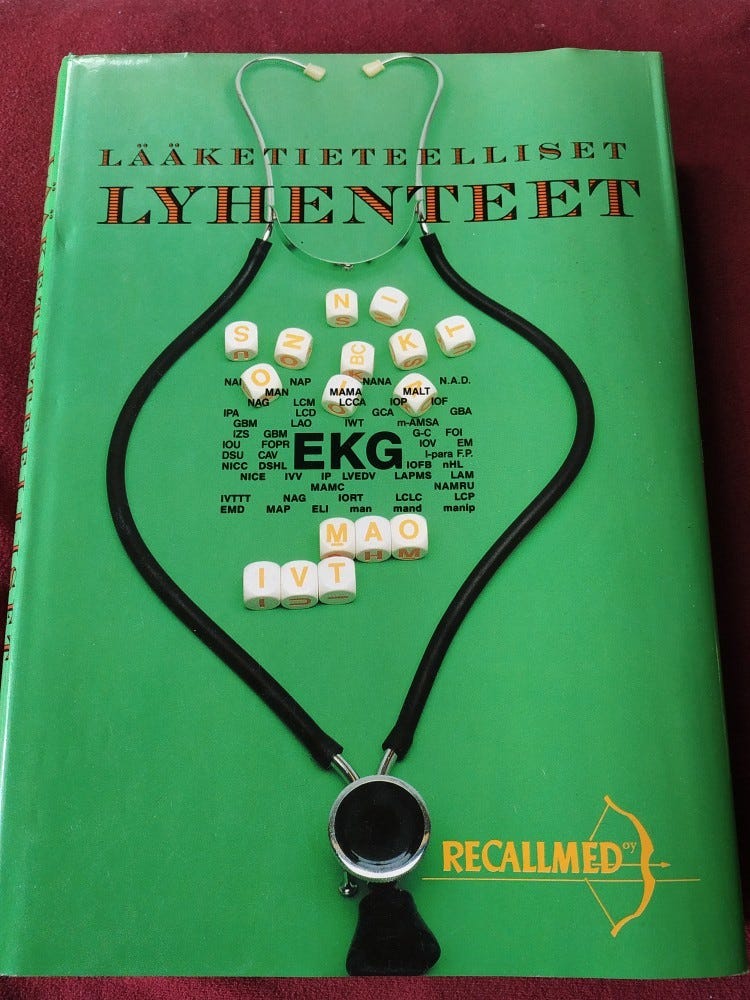 LÄÄKETIETEELLISET
LYHENTEET
N I
S N BC K T
O I N
NAI MAN NAP MAMA NANA MALT N.A.D.
NAG LCM LCCA IOP IOF
IPA LCD GCA GBA
GBM LAO IWT m-AMSA
IZS GBM G-C FOI
IOU FOPR IOV EM
DSU CAV EKG I-para F.P.
NICC DSHL IOFB nHL
NICE IVV IP LVEDV LAPMS LAM
MAMC NAMRU
IVTTT NAG IORT LCLC LCP
EMD MAP ELI man mand manip
MAO
IVT
RECALLMED OY